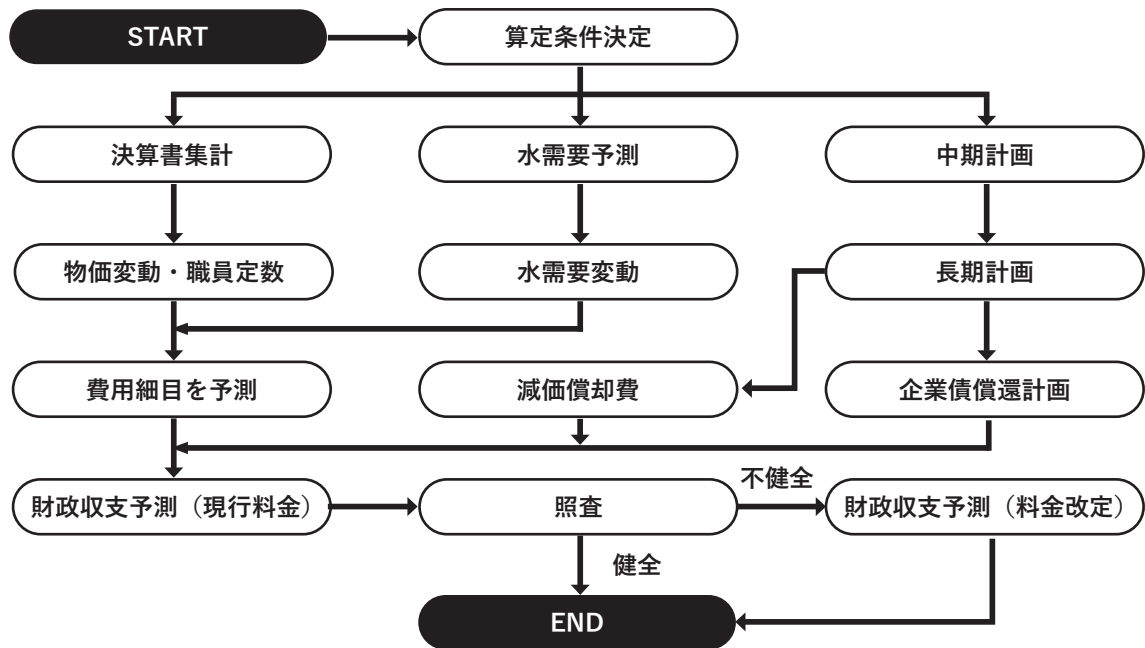 START
算定条件決定
決算書集計
水需要予測
中期計画
物価変動・職員定数
水需要変動
長期計画
費用細目を予測
減価償却費
企業債償還計画
財政収支予測（現行料金）
照査
不健全
財政収支予測（料金改定）
健全
END